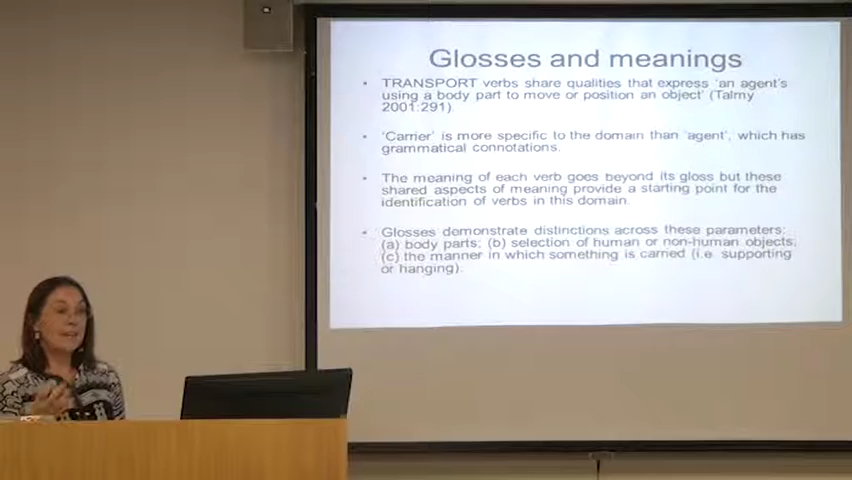 Glosses and meanings
• TRANSPORT verbs share qualities that express 'an agent's
using a body part to move or position an object' (Talmy
2001:291).
• 'Carrier' is more specific to the domain than 'agent', which has
grammatical connotations.
• The meaning of each verb goes beyond its gloss but these
shared aspects of meaning provide a starting point for the
identification of verbs in this domain.
• Glosses demonstrate distinctions across these parameters:
(a) body parts; (b) selection of human or non-human objects;
(c) the manner in which something is carried (i.e. supporting
or hanging).